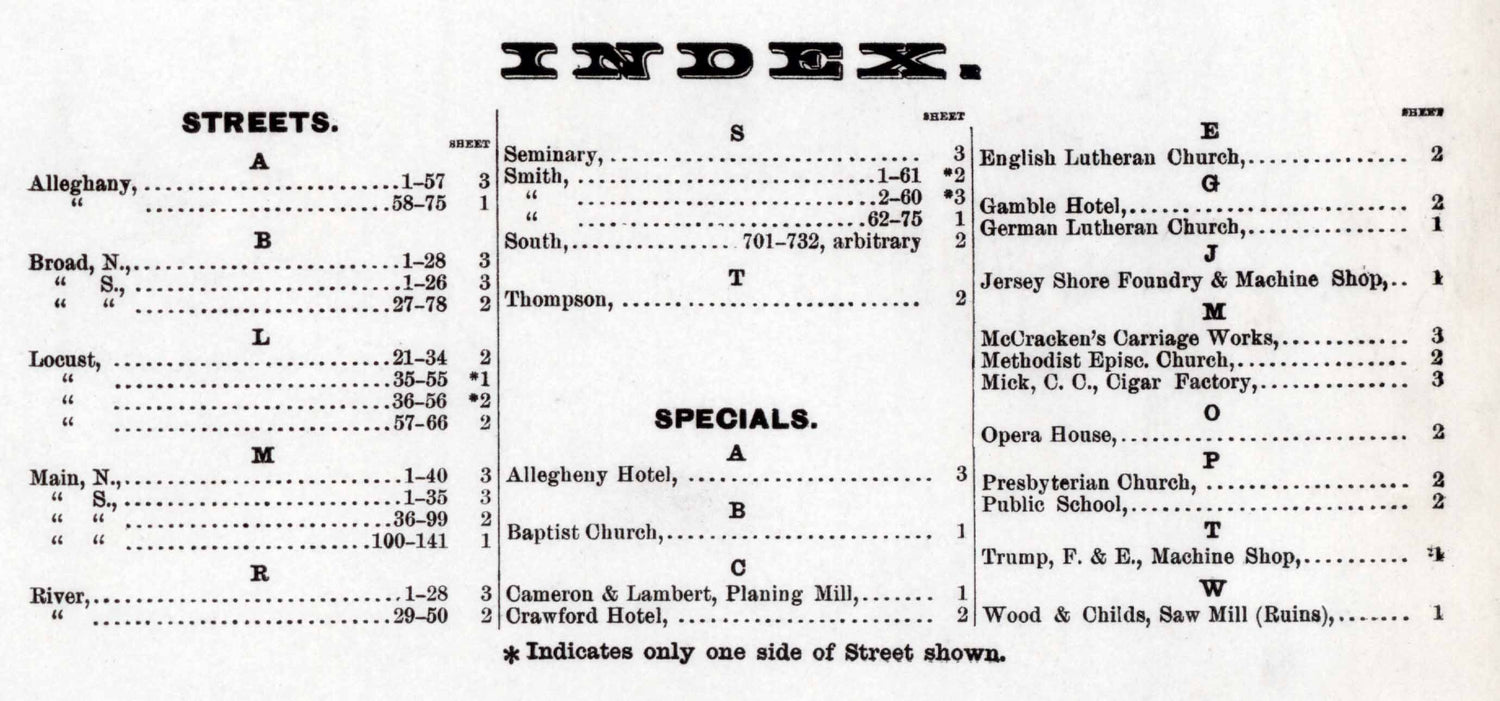 INDEX.
STREETS.
SHEET
A
Alleghany, ........................ 1–57 3
“ ........................ 58–75 1
B
Broad, N., ........................ 1–28 3
“ S., ........................ 1–26 3
“ “ ........................ 27–78 2
L
Locust, ........................ 21–34 2
“ ........................ 35–55 *1
“ ........................ 36–56 *2
“ ........................ 57–66 2
M
Main, N., ........................ 1–40 3
“ S., ........................ 1–35 3
“ “ ........................ 36–99 2
“ “ ........................ 100–141 1
R
River, ........................ 1–28 3
“ ........................ 29–50 2
SHEET
S
Seminary, ........................ 3
Smith, ........................ 1–61 *2
“ ........................ 2–60 *3
“ ........................ 62–75 1
South, ................ 701–732, arbitrary 2
T
Thompson, ........................ 2
SPECIALS.
A
Allegheny Hotel, ........................ 3
B
Baptist Church, ........................ 1
C
Cameron & Lambert, Planing Mill, ....... 1
Crawford Hotel, ........................ 2
SHEET
E
English Lutheran Church, ............... 2
G
Gamble Hotel, ........................ 2
German Lutheran Church, ............... 1
J
Jersey Shore Foundry & Machine Shop, .. 1
M
McCracken's Carriage Works, ............ 3
Methodist Episc. Church, ................ 2
Mick, C. C., Cigar Factory, .............. 3
O
Opera House, ........................ 2
P
Presbyterian Church, .................. 2
Public School, ........................ 2
T
Trump, F. & E., Machine Shop, .......... *1
W
Wood & Childs, Saw Mill (Ruins), ....... 1
* Indicates only one side of Street shown.